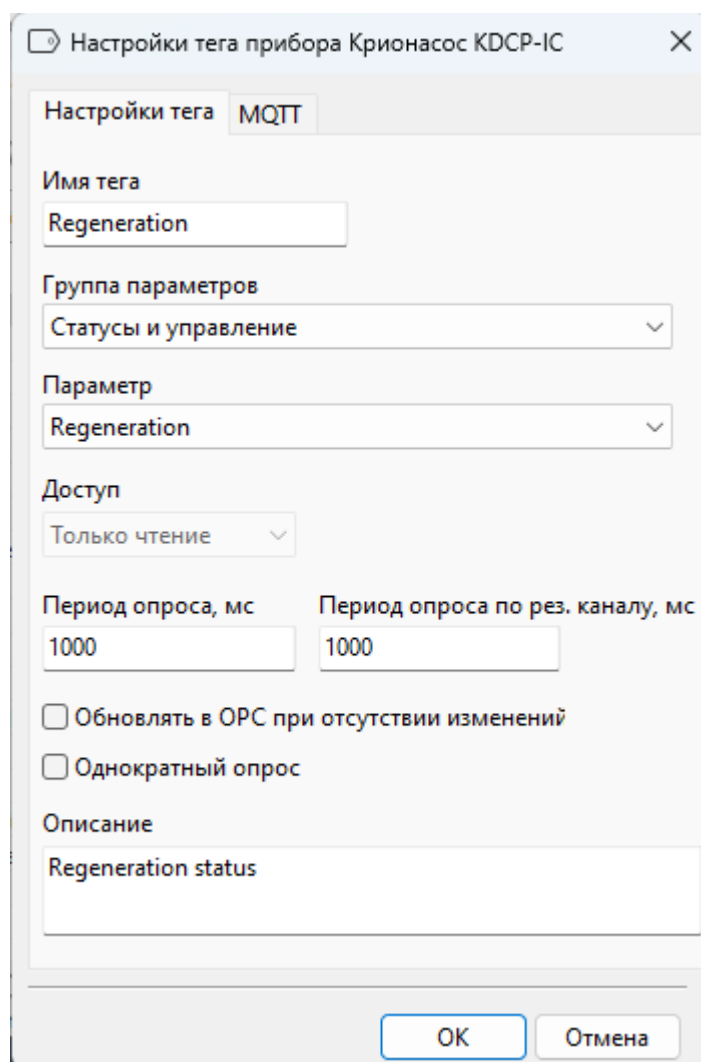 Настройки тега прибора Крионасос KDCP-IC
Настройки тега MQTT
Имя тега
Regeneration
Группа параметров
Статусы и управление
Параметр
Regeneration
Доступ
Только чтение
Период опроса, мс Период опроса по рез. каналу, мс
1000 1000
Обновлять в OPC при отсутствии изменений
Однократный опрос
Описание
Regeneration status
OK Отмена